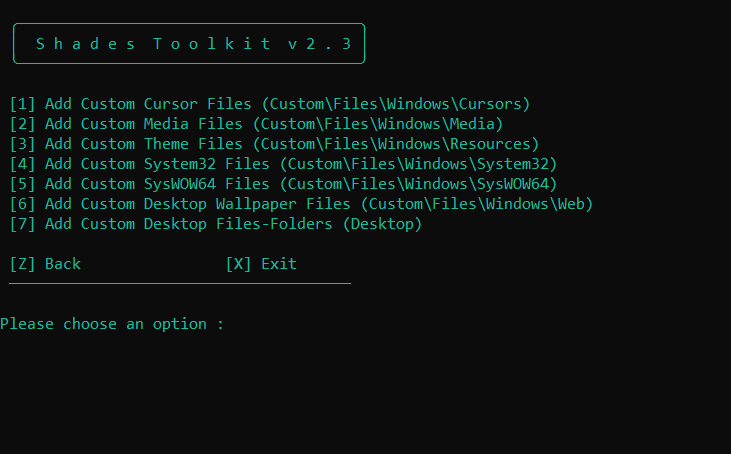 S h a d e s  T o o l k i t  v 2 . 3
[1] Add Custom Cursor Files (Custom\Files\Windows\Cursors)
[2] Add Custom Media Files (Custom\Files\Windows\Media)
[3] Add Custom Theme Files (Custom\Files\Windows\Resources)
[4] Add Custom System32 Files (Custom\Files\Windows\System32)
[5] Add Custom SysWOW64 Files (Custom\Files\Windows\SysWOW64)
[6] Add Custom Desktop Wallpaper Files (Custom\Files\Windows\Web)
[7] Add Custom Desktop Files-Folders (Desktop)
[Z] Back                [X] Exit
Please choose an option :